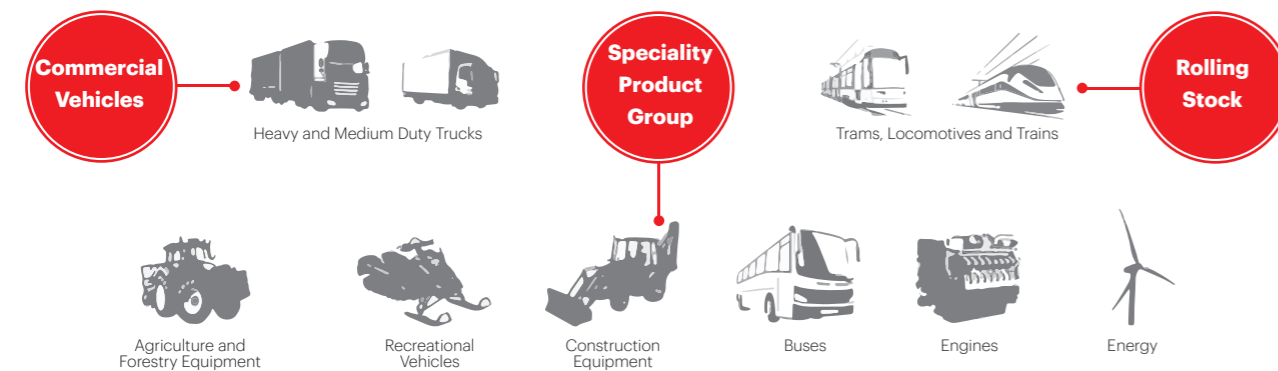 Commercial
Vehicles
Heavy and Medium Duty Trucks
Speciality
Product
Group
Trams, Locomotives and Trains
Rolling
Stock
Agriculture and
Forestry Equipment
Recreational
Vehicles
Construction
Equipment
Buses
Engines
Energy